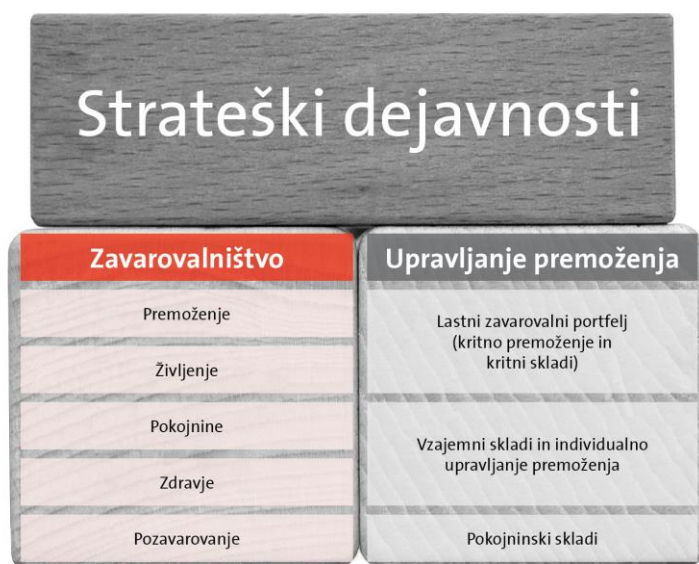 Strateški dejavnosti
Zavarovalništvo
Premoženje
Življenje
Pokojnine
Zdravje
Pozavarovanje
Upravljanje premoženja
Lastni zavarovalni portfelj
(kritno premoženje in
kritni skladi)
Vzajemni skladi in individualno
upravljanje premoženja
Pokojninski skladi